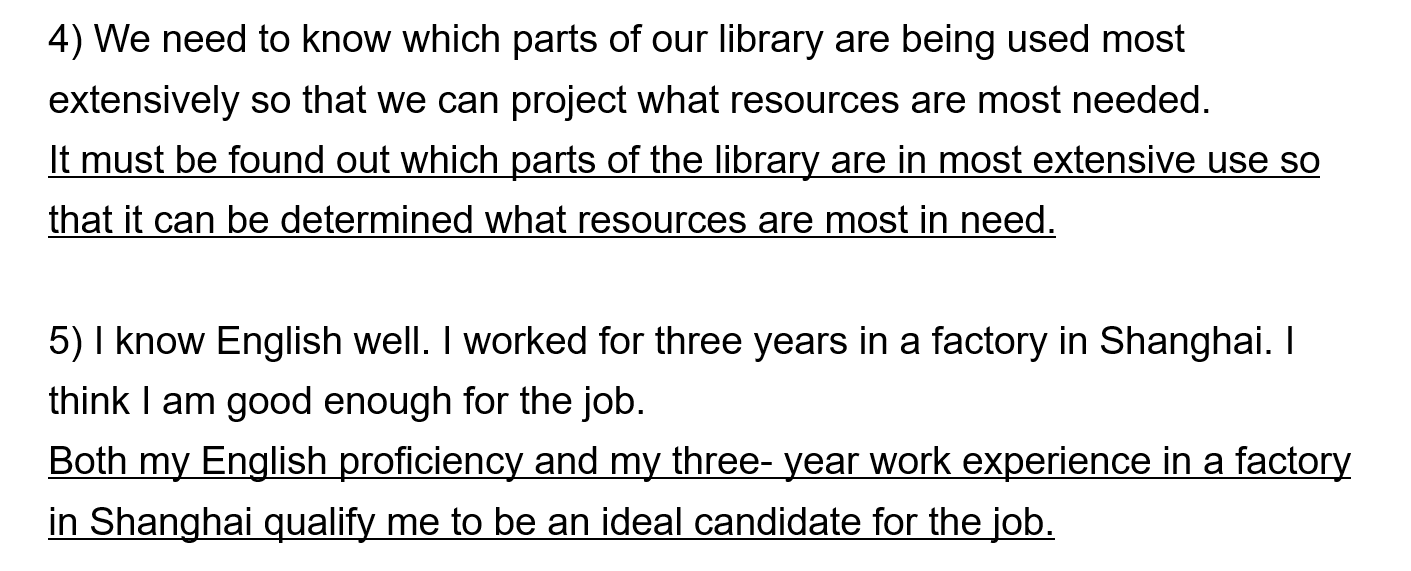 4) We need to know which parts of our library are being used most
extensively so that we can project what resources are most needed.
It must be found out which parts of the library are in most extensive use so
that it can be determined what resources are most in need.
5) I know English well. I worked for three years in a factory in Shanghai. I
think I am good enough for the job.
Both my English proficiency and my three- year work experience in a factory
in Shanghai qualify me to be an ideal candidate for the job.